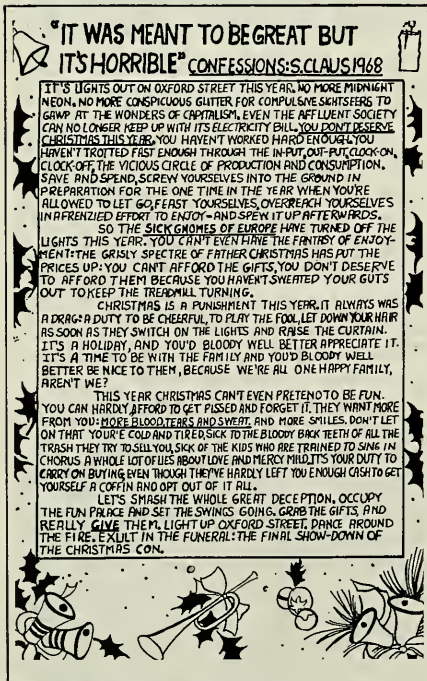 "IT WAS MEANT TO BE GREAT BUT
IT'S HORRIBLE" CONFESSIONS: S.CLAUS 1968
IT'S LIGHTS OUT ON OXFORD STREET THIS YEAR. NO MORE MIDNIGHT
NEON. NO MORE CONSPICUOUS GLITTER FOR COMPULSIVE SIGHTSEERS TO
GAWP AT THE WONDERS OF CAPITALISM. EVEN THE AFFLUENT SOCIETY
CAN NO LONGER KEEP UP WITH ITS ELECTRICITY BILL. YOU DON'T DESERVE
CHRISTMAS THIS YEAR. YOU HAVEN'T WORKED HARD ENOUGH. YOU
HAVEN'T TROTTED FAST ENOUGH THROUGH THE IN-PUT, OUT-PUT, CLOCK-ON,
CLOCK-OFF, THE VICIOUS CIRCLE OF PRODUCTION AND CONSUMPTION.
SAVE AND SPEND, SCREW YOURSELVES INTO THE GROUND IN
PREPARATION FOR THE ONE TIME IN THE YEAR WHEN YOU'RE
ALLOWED TO LET GO, FEAST YOURSELVES, OVERREACH YOURSELVES
IN A FRENZIED EFFORT TO ENJOY-AND SPEW IT UP AFTERWARDS.
SO THE SICK GNOMES OF EUROPE HAVE TURNED OFF THE
LIGHTS THIS YEAR. YOU CAN'T EVEN HAVE THE FANTASY OF ENJOY-
MENT: THE GRISLY SPECTRE OF FATHER CHRISTMAS HAS PUT THE
PRICES UP: YOU CAN'T AFFORD THE GIFTS, YOU DON'T DESERVE
TO AFFORD THEM BECAUSE YOU HAVEN'T SWEATED YOUR GUTS
OUT TO KEEP THE TREADMILL TURNING.
CHRISTMAS IS A PUNISHMENT THIS YEAR. IT ALWAYS WAS
A DRAG: A DUTY TO BE CHEERFUL, TO PLAY THE FOOL, LET DOWN YOUR HAIR
AS SOON AS THEY SWITCH ON THE LIGHTS AND RAISE THE CURTAIN.
IT'S A HOLIDAY, AND YOU'D BLOODY WELL BETTER APPRECIATE IT.
IT'S A TIME TO BE WITH THE FAMILY AND YOU'D BLOODY WELL
BETTER BE NICE TO THEM, BECAUSE WE'RE ALL ONE HAPPY FAMILY,
AREN'T WE?
THIS YEAR CHRISTMAS CAN'T EVEN PRETEND TO BE FUN.
YOU CAN HARDLY AFFORD TO GET PISSED AND FORGET IT. THEY WANT MORE
FROM YOU: MORE BLOOD, TEARS AND SWEAT. AND MORE SMILES. DON'T LET
ON THAT YOUR'E COLD AND TIRED, SICK TO THE BLOODY BACK TEETH OF ALL THE
TRASH THEY TRY TO SELL YOU, SICK OF THE KIDS WHO ARE TRAINED TO SING IN
CHORUS A WHOLE LOT OF LIES ABOUT LOVE AND MERCY MILD. IT'S YOUR DUTY TO
CARRY ON BUYING, EVEN THOUGH THEY'VE HARDLY LEFT YOU ENOUGH CASH TO GET
YOURSELF A COFFIN AND OPT OUT OF IT ALL.
LET'S SMASH THE WHOLE GREAT DECEPTION. OCCUPY
THE FUN PALACE AND SET THE SWINGS GOING. GRAB THE GIFTS, AND
REALLY GIVE THEM. LIGHT UP OXFORD STREET. DANCE AROUND
THE FIRE. EXULT IN THE FUNERAL: THE FINAL SHOW-DOWN OF
THE CHRISTMAS CON.